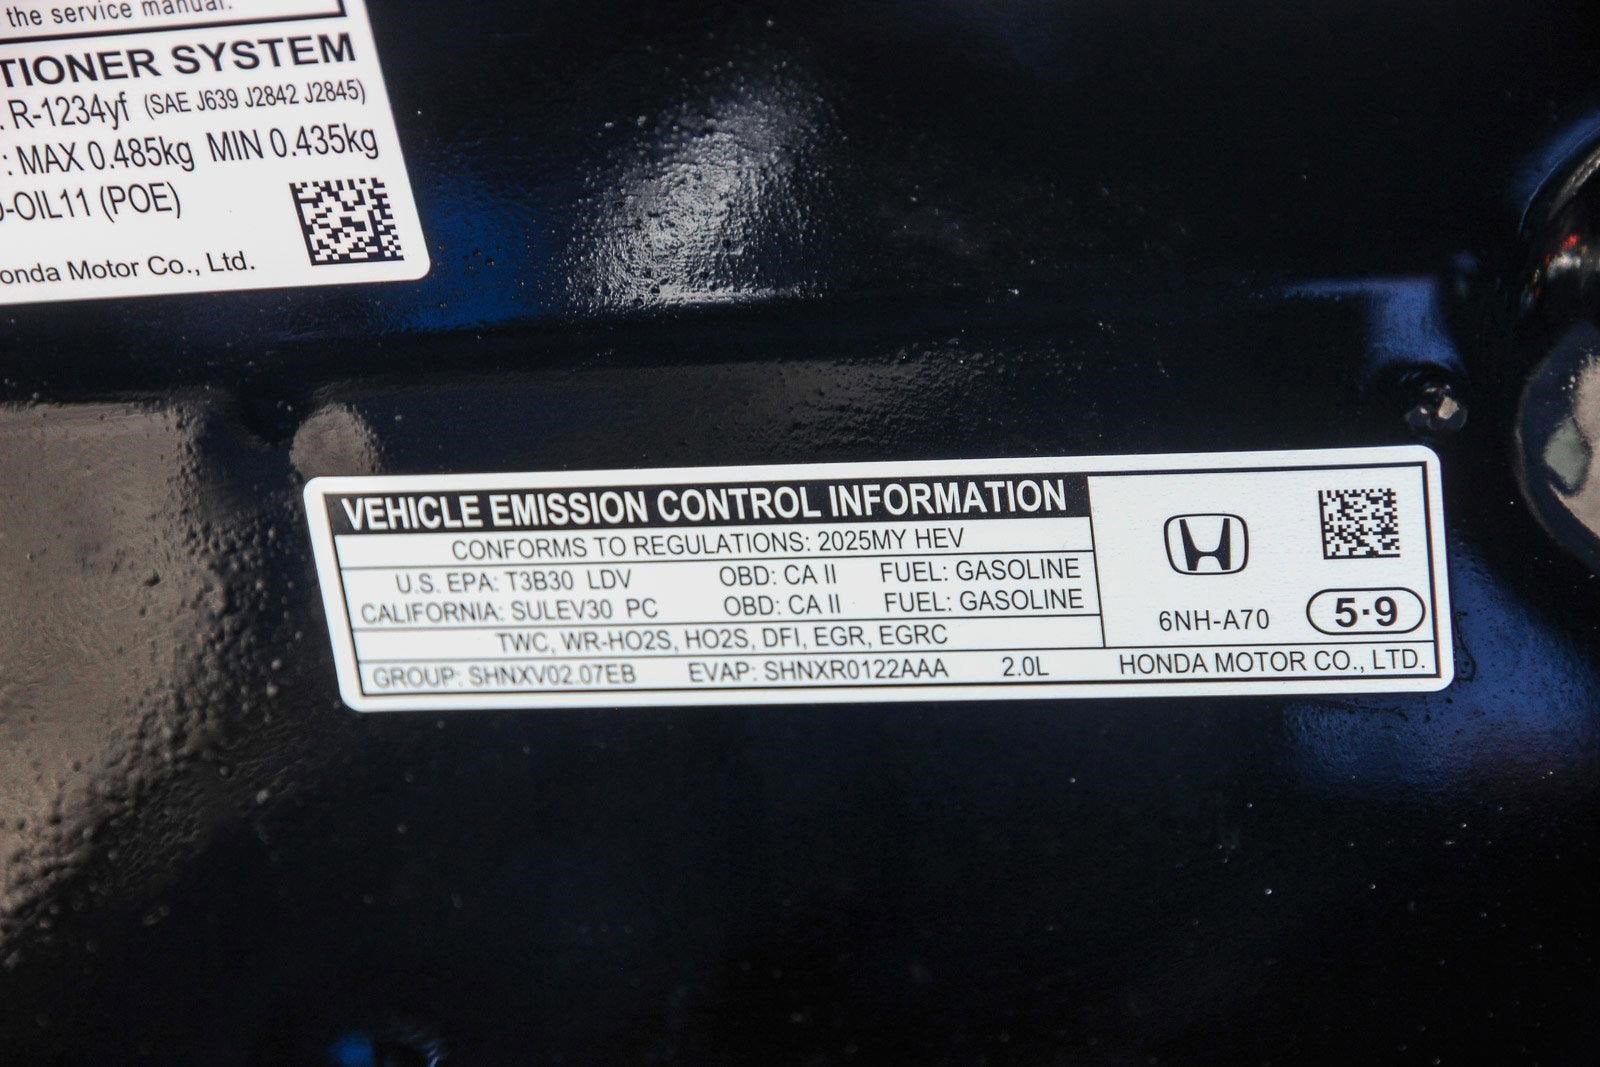 the service manual.
TIONER SYSTEM
. R-1234yf (SAE J639 J2842 J2845)
: MAX 0.485kg MIN 0.435kg
-OIL11 (POE)
onda Motor Co., Ltd.
VEHICLE EMISSION CONTROL INFORMATION
CONFORMS TO REGULATIONS: 2025MY HEV
U.S. EPA: T3B30 LDV OBD: CA II FUEL: GASOLINE
CALIFORNIA: SULEV30 PC OBD: CA II FUEL: GASOLINE
TWC, WR-HO2S, HO2S, DFI, EGR, EGRC
GROUP: SHNXV02.07EB EVAP: SHNXR0122AAA 2.0L
6NH-A70 5·9
HONDA MOTOR CO., LTD.